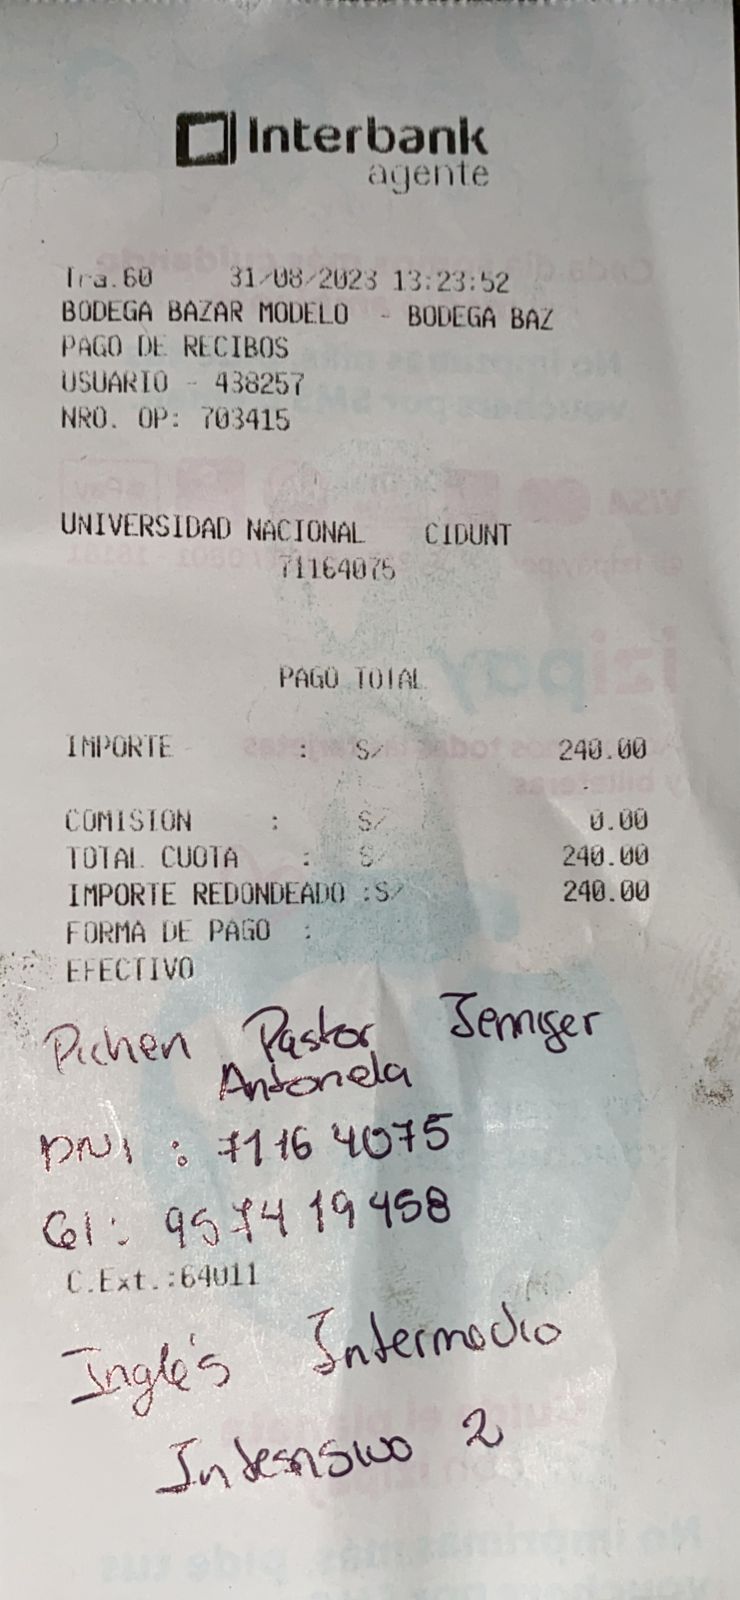 Interbank
agente
Tra.60 31/08/2023 13:23:52
BODEGA BAZAR MODELO - BODEGA BAZ
PAGO DE RECIBOS
USUARIO - 438257
NRO. OP: 703415
UNIVERSIDAD NACIONAL CIDUNT
71164075
PAGO TOTAL
IMPORTE : S/ 240.00
COMISION : S/ 0.00
TOTAL CUOTA : S/ 240.00
IMPORTE REDONDEADO :S/ 240.00
FORMA DE PAGO :
EFECTIVO
Pichen Pastor Jennifer
Antonela
DNI : 71164075
Cel: 957419458
C.Ext.:64011
Inglés Intermedio
Intensivo 2